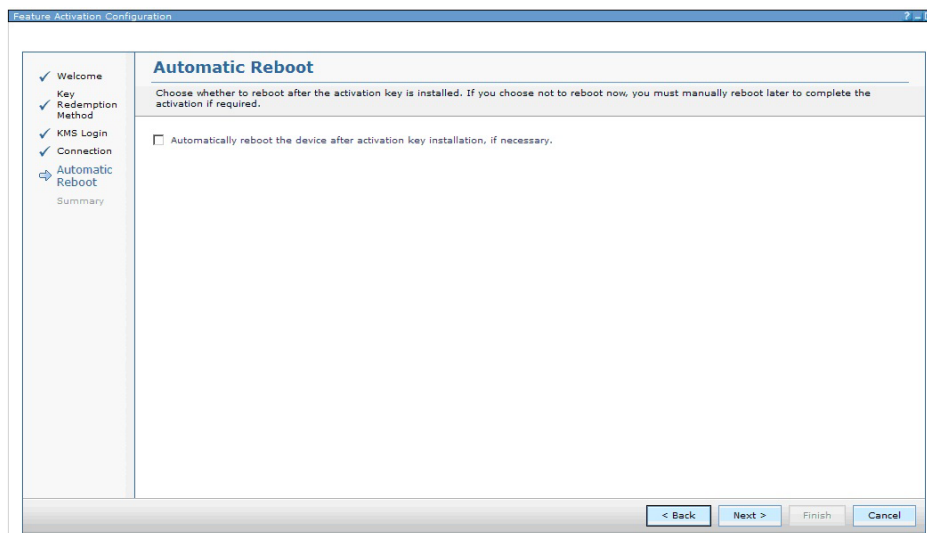 Feature Activation Configuration
? –
Welcome
Key
Redemption
Method
KMS Login
Connection
Automatic
Reboot
Summary
Automatic Reboot
Choose whether to reboot after the activation key is installed. If you choose not to reboot now, you must manually reboot later to complete the
activation if required.
Automatically reboot the device after activation key installation, if necessary.
< Back
Next >
Finish
Cancel